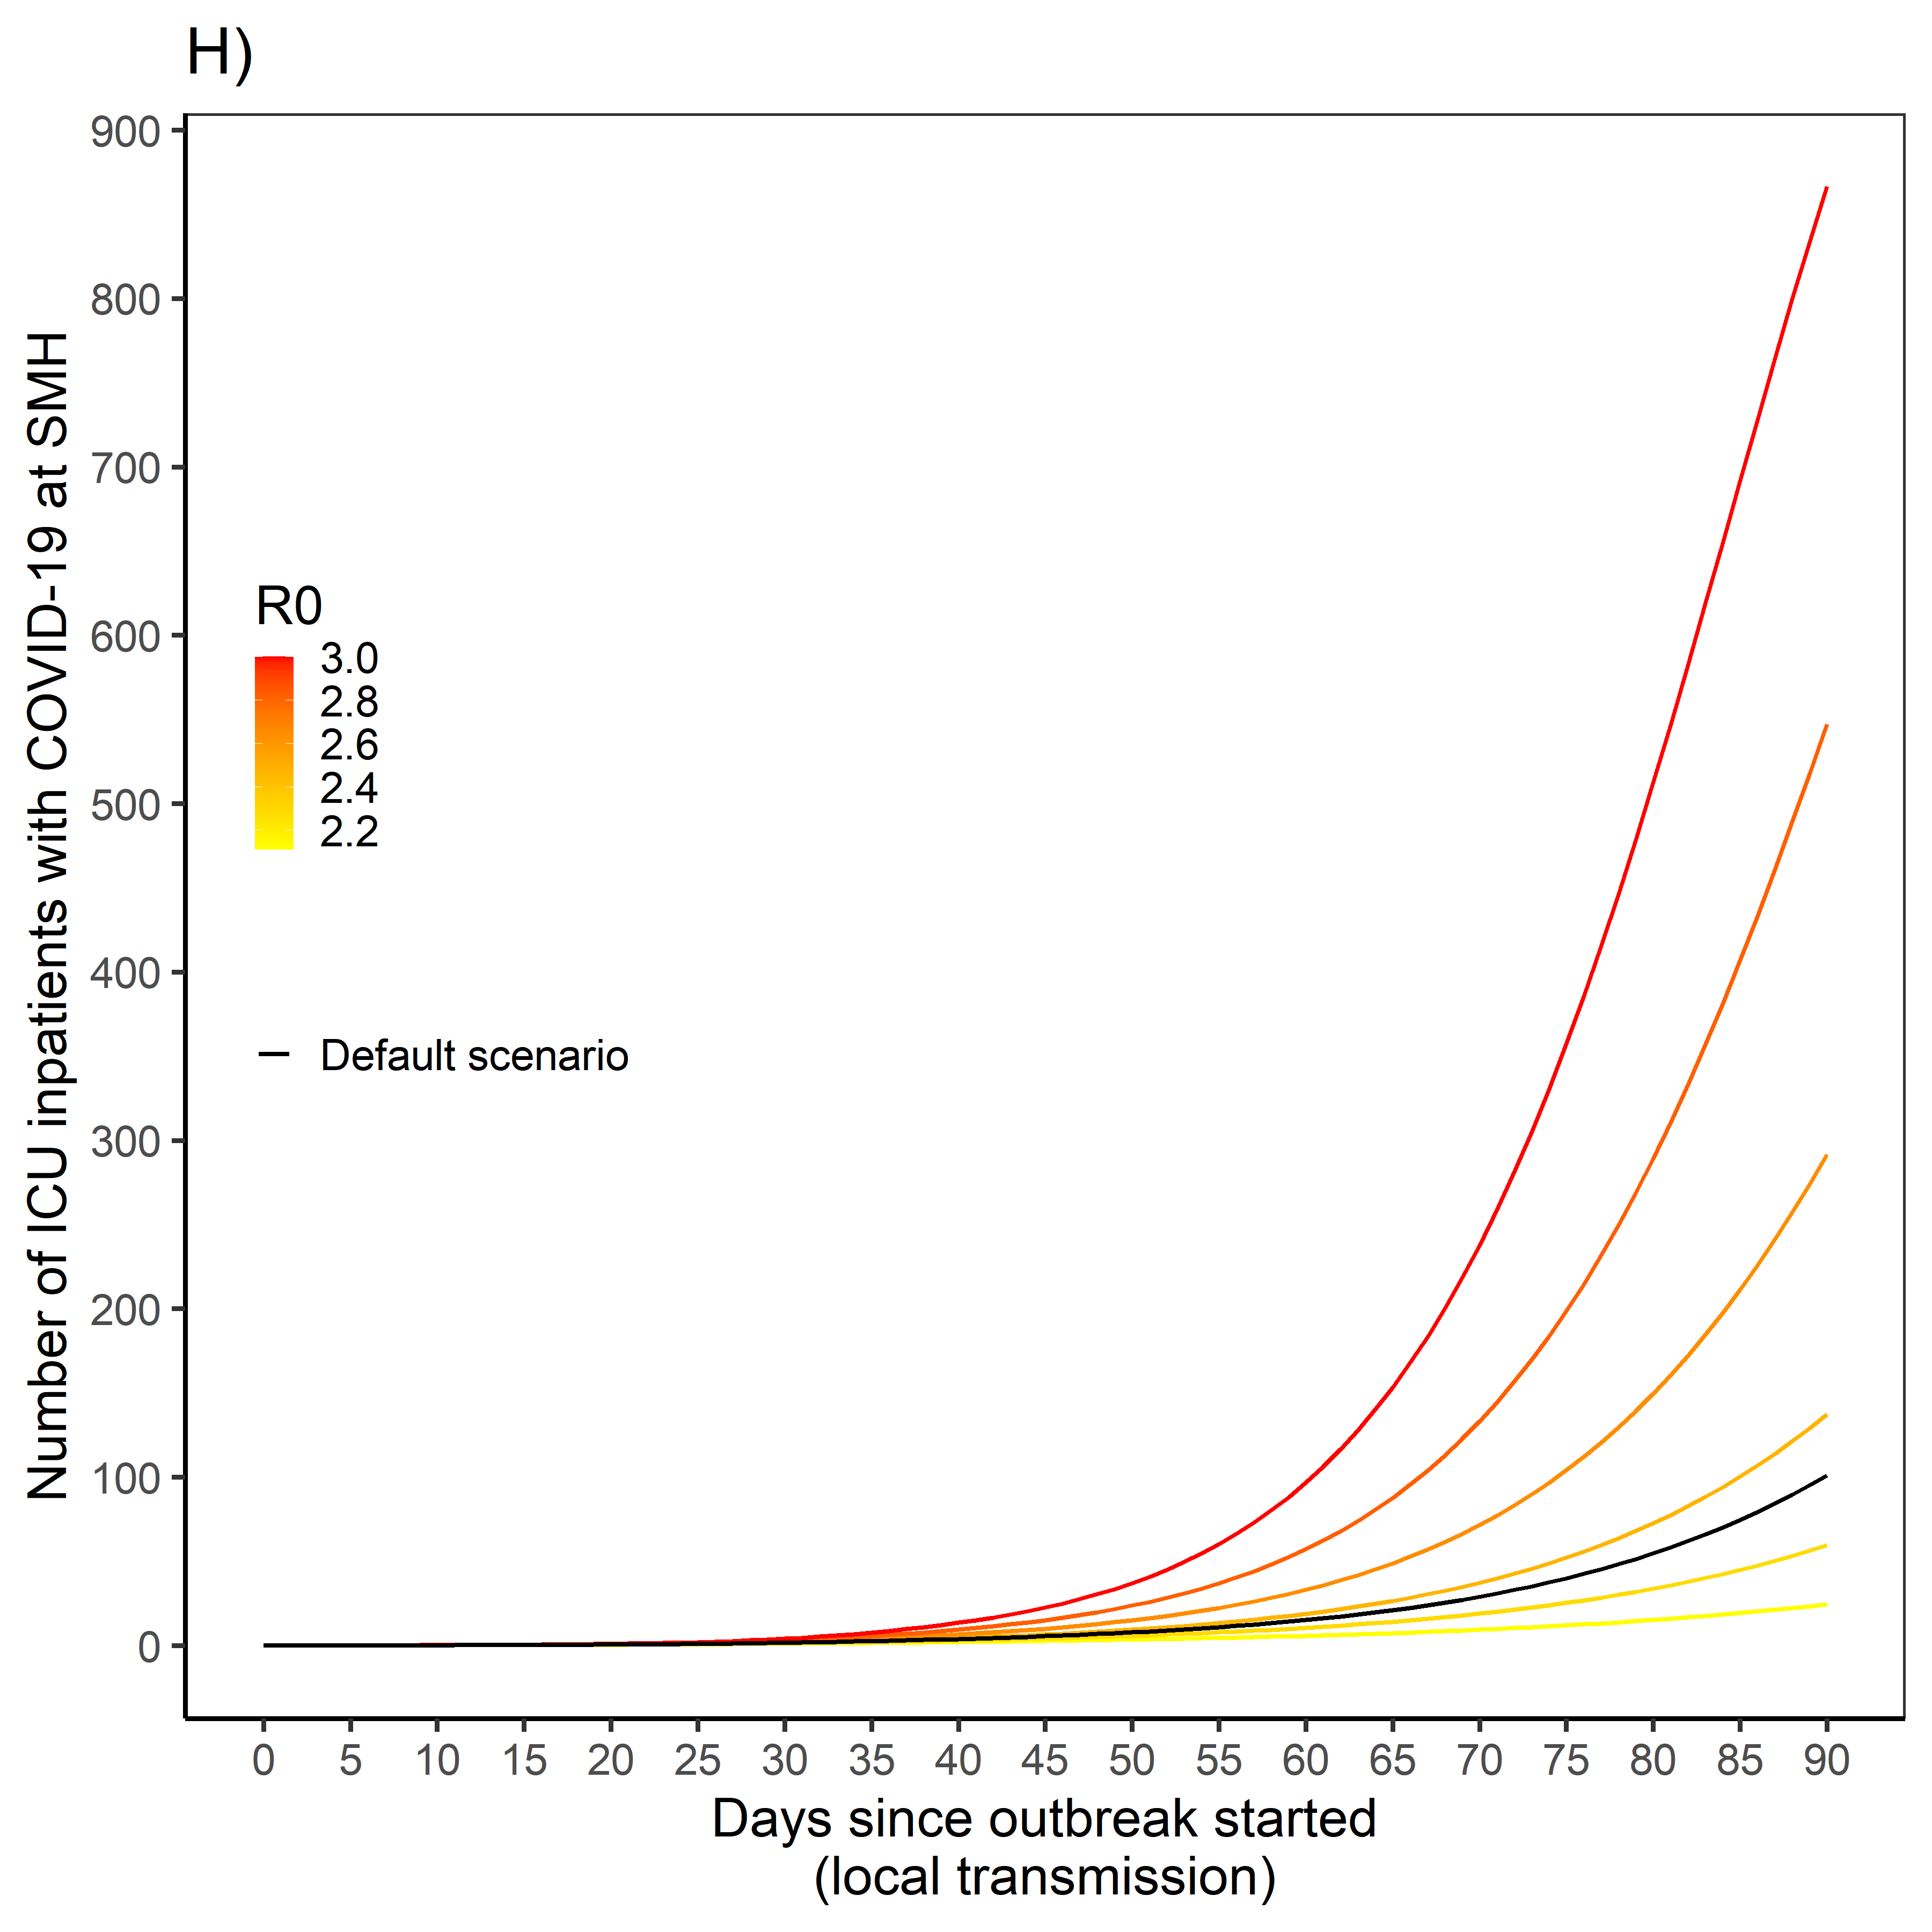 H)
Number of ICU inpatients with COVID-19 at SMH
900
800
700
600
500
400
300
200
100
0
R0
3.0
2.8
2.6
2.4
2.2
Default scenario
0 5 10 15 20 25 30 35 40 45 50 55 60 65 70 75 80 85 90
Days since outbreak started
(local transmission)